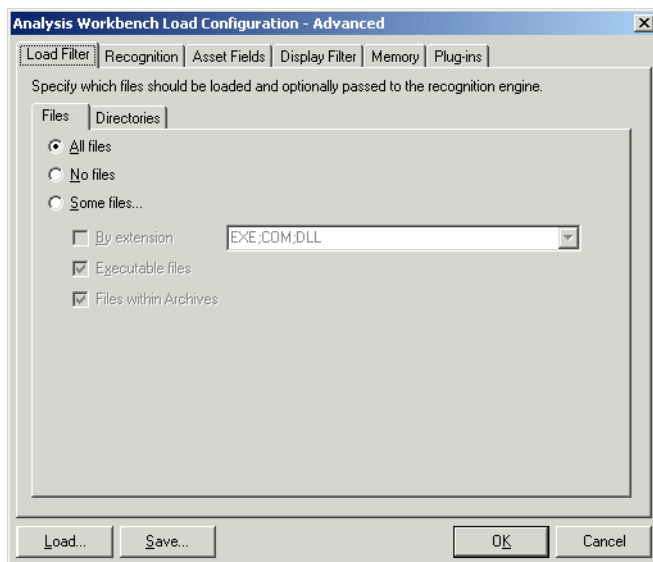 Analysis Workbench Load Configuration - Advanced
Load Filter Recognition Asset Fields Display Filter Memory Plug-ins
Specify which files should be loaded and optionally passed to the recognition engine.
Files Directories
All files
No files
Some files...
By extension EXE;COM;DLL
Executable files
Files within Archives
Load... Save... OK Cancel